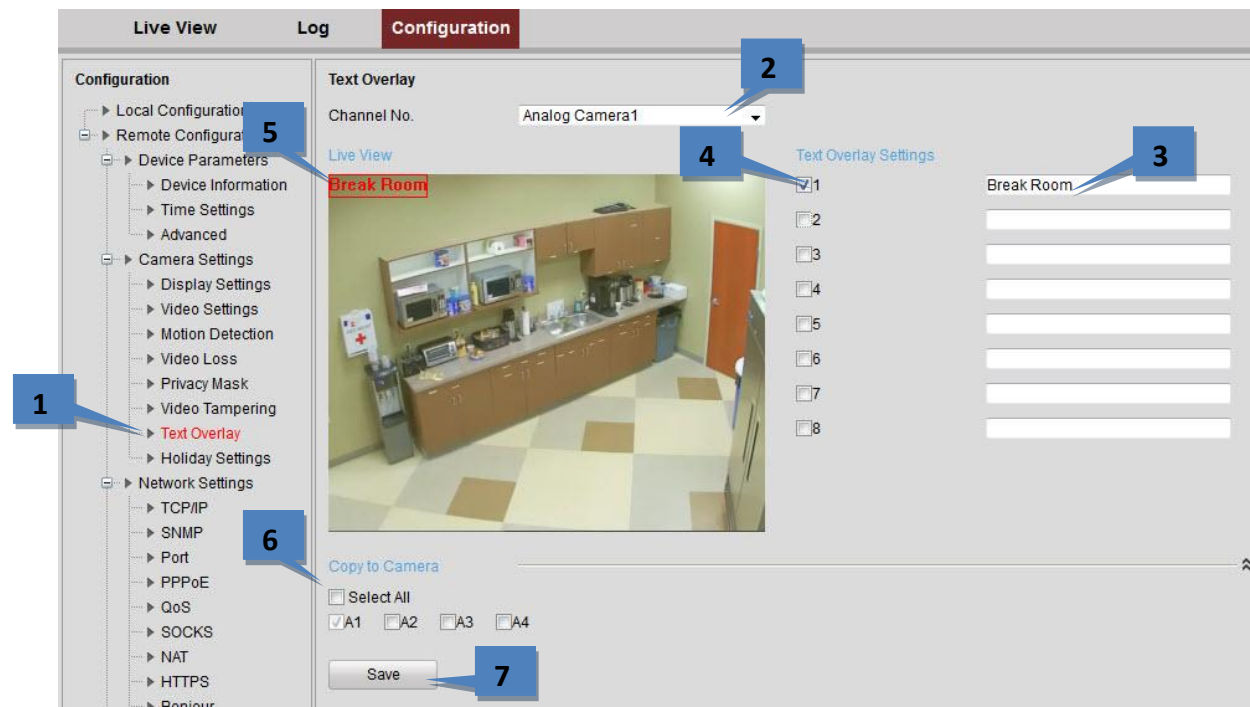 Live View Log Configuration
2
Configuration
Text Overlay
Local Configuration
Channel No. Analog Camera1
5
Remote Configurat
4
3
Device Parameters
Live View Text Overlay Settings
Device Information
Break Room 1 Break Room
Time Settings
2
Advanced
3
Camera Settings
Display Settings
4
Video Settings
5
Motion Detection
Video Loss
6
Privacy Mask
1
7
Video Tampering
Text Overlay
8
Holiday Settings
Network Settings
TCP/IP
SNMP
6
Port
Copy to Camera
PPPoE
Select All
QoS
A1 A2 A3 A4
SOCKS
NAT
Save 7
HTTPS
Bonjour